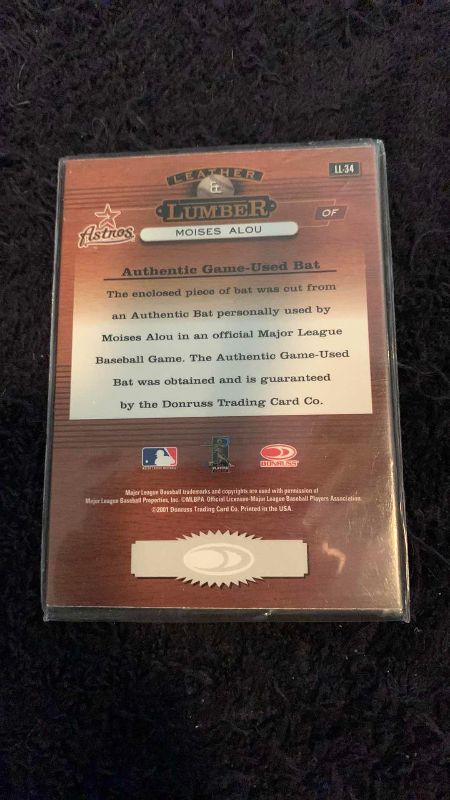 LEATHER
&
LUMBER
LL-34
Astros
OF
MOISES ALOU
Authentic Game-Used Bat
The enclosed piece of bat was cut from
an Authentic Bat personally used by
Moises Alou in an official Major League
Baseball Game. The Authentic Game-Used
Bat was obtained and is guaranteed
by the Donruss Trading Card Co.
DONRUSS
Major League Baseball trademarks and copyrights are used with permission of
Major League Baseball Properties, Inc. ©MLBPA Official Licensee-Major League Baseball Players Association.
©2001 Donruss Trading Card Co. Printed in the USA.